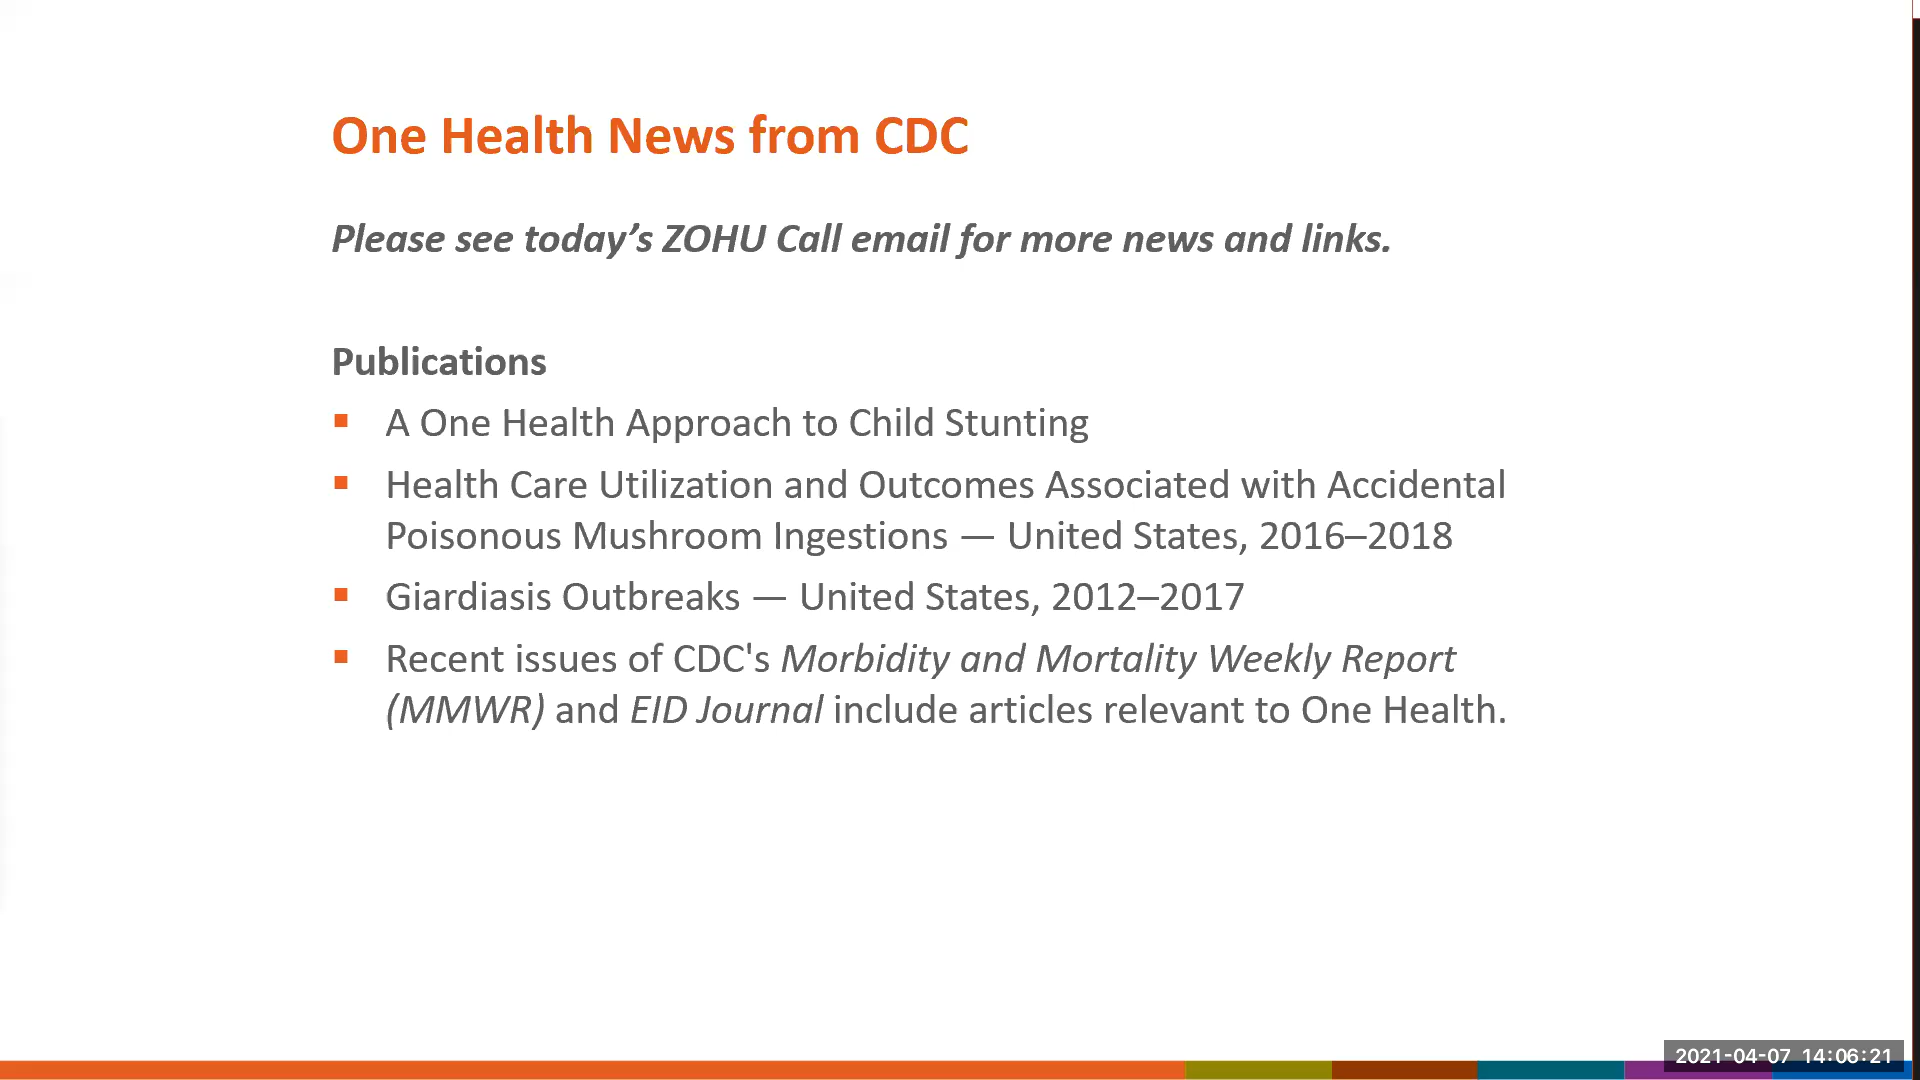 One Health News from CDC
Please see today’s ZOHU Call email for more news and links.
Publications
▪ A One Health Approach to Child Stunting
▪ Health Care Utilization and Outcomes Associated with Accidental
Poisonous Mushroom Ingestions — United States, 2016–2018
▪ Giardiasis Outbreaks — United States, 2012–2017
▪ Recent issues of CDC's Morbidity and Mortality Weekly Report
(MMWR) and EID Journal include articles relevant to One Health.
2021-04-07 14:06:21